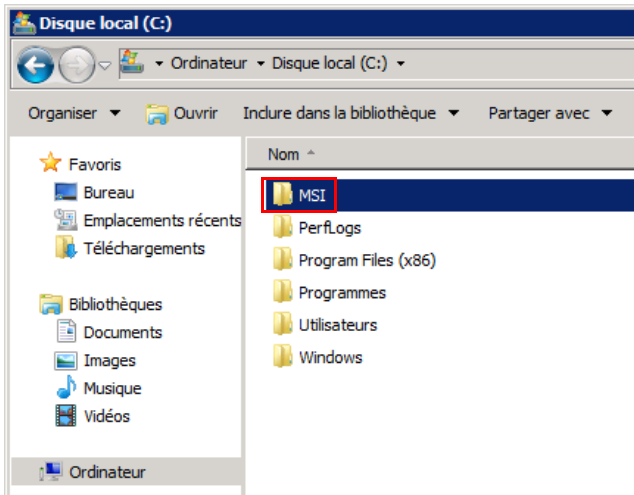 Disque local (C:)
Ordinateur Disque local (C:)
Organiser Ouvrir Inclure dans la bibliothèque Partager avec
Favoris
Bureau
Emplacements récents
Téléchargements
Bibliothèques
Documents
Images
Musique
Vidéos
Ordinateur
Nom
MSI
PerfLogs
Program Files (x86)
Programmes
Utilisateurs
Windows